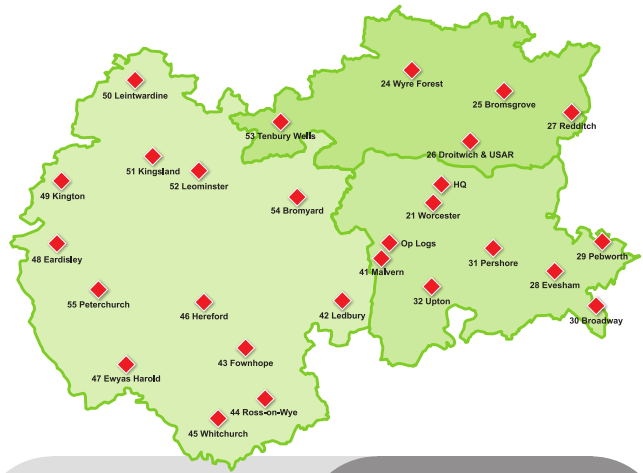 24 Wyre Forest
50 Leintwardine
25 Bromsgrove
27 Redditch
53 Tenbury Wells
26 Droitwich & USAR
51 Kingsland
52 Leominster
HQ
49 Kington
54 Bromyard
21 Worcester
Op Logs
29 Pebworth
48 Eardisley
41 Malvern
31 Pershore
28 Evesham
55 Peterchurch
32 Upton
46 Hereford
42 Ledbury
30 Broadway
43 Fownhope
47 Ewyas Harold
44 Ross-on-Wye
45 Whitchurch